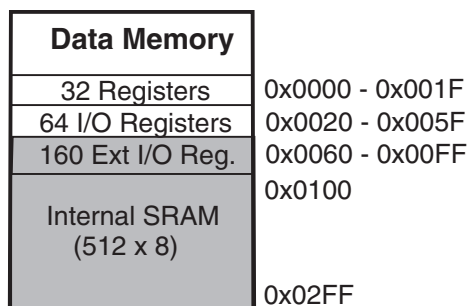 Data Memory
32 Registers 0x0000 - 0x001F
64 I/O Registers 0x0020 - 0x005F
160 Ext I/O Reg. 0x0060 - 0x00FF
0x0100
Internal SRAM
(512 x 8)
0x02FF